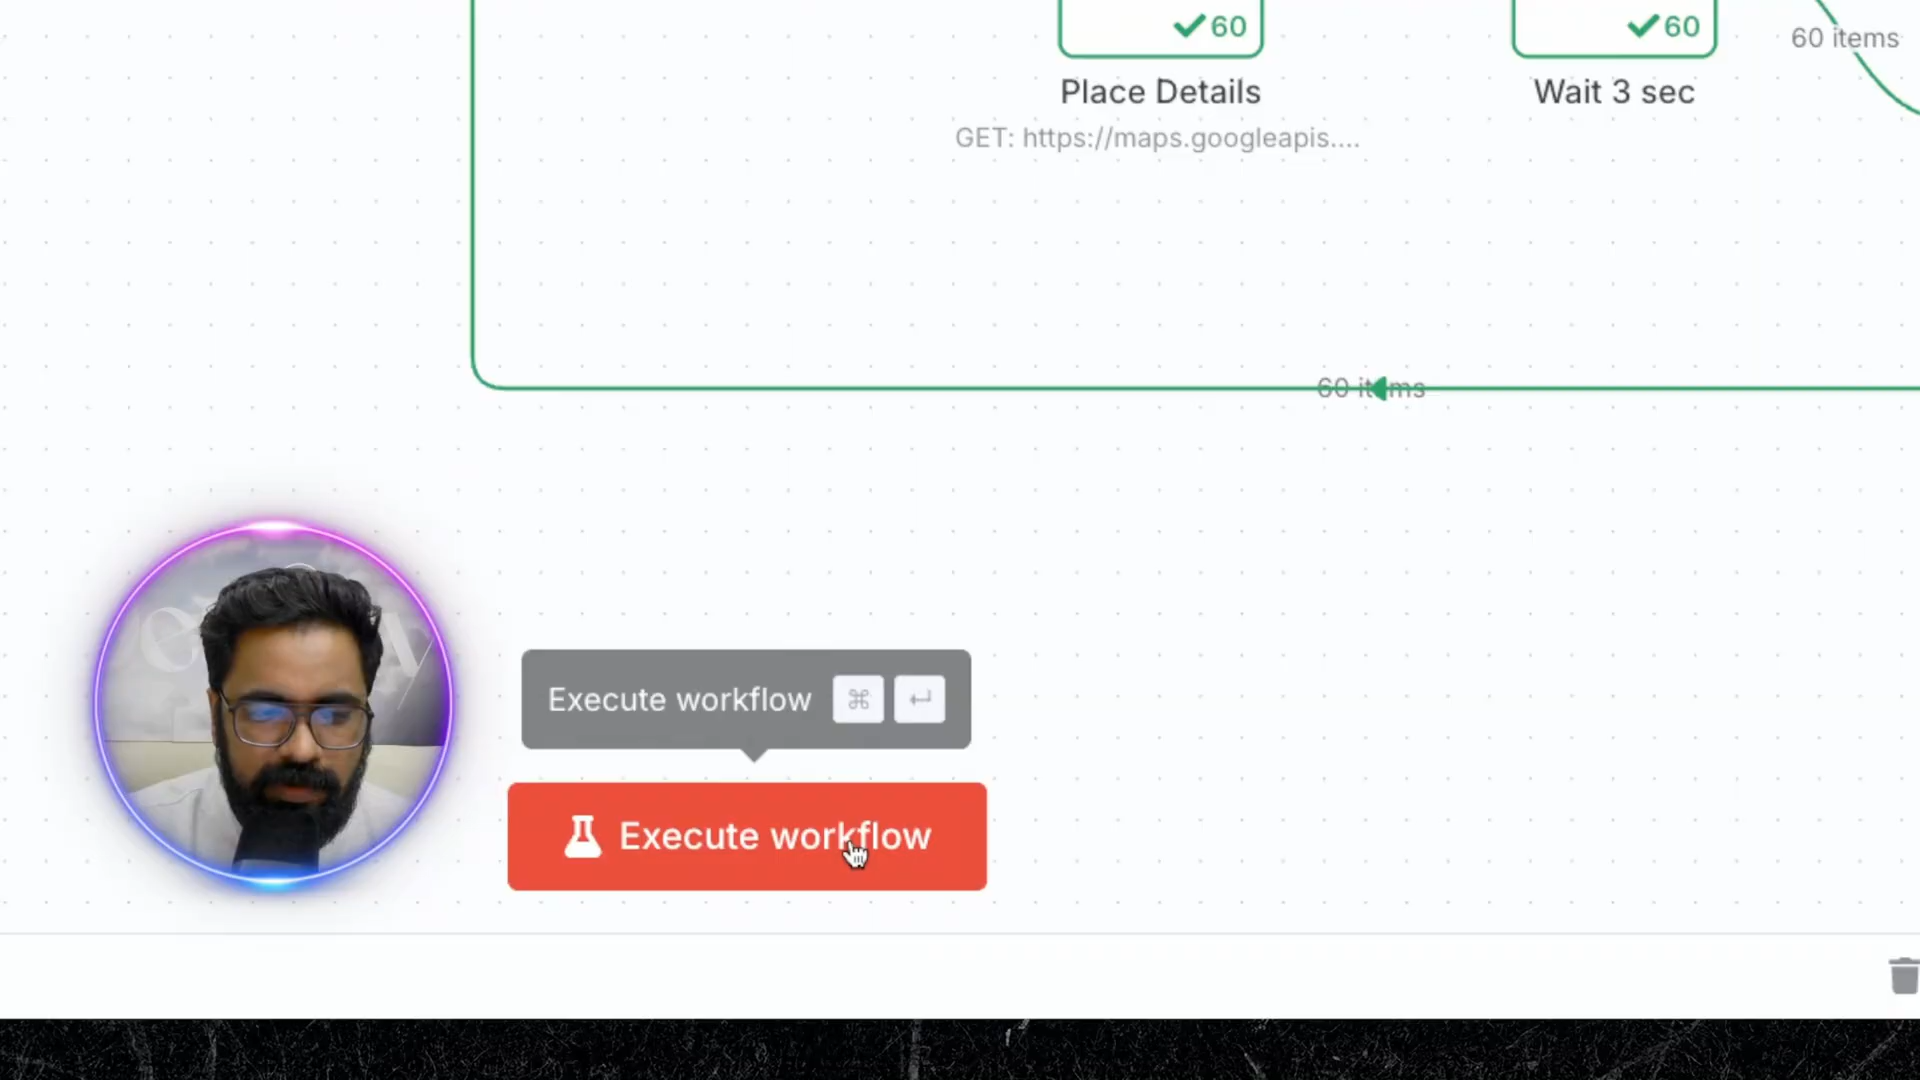 60
60
60 items
Place Details
Wait 3 sec
GET: https://maps.googleapis....
60 items
Execute workflow ⌘ ↵
Execute workflow